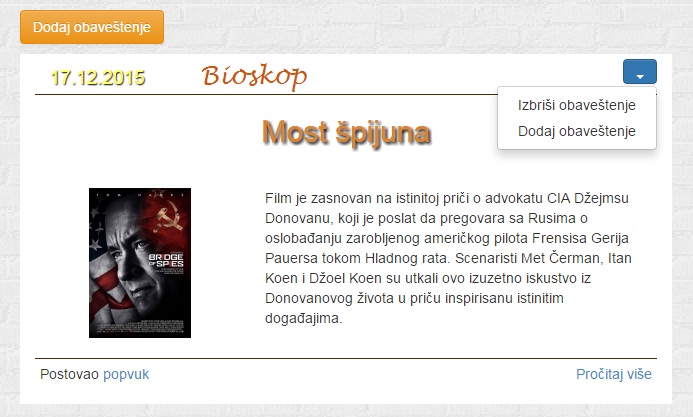 Dodaj obaveštenje
17.12.2015 Bioskop
Izbriši obaveštenje
Dodaj obaveštenje
Most špijuna
TOM HANKS
BRIDGE
OF SPIES
Film je zasnovan na istinitoj priči o advokatu CIA Džejmsu
Donovanu, koji je poslat da pregovara sa Rusima o
oslobađanju zarobljenog američkog pilota Frensisa Gerija
Pauersa tokom Hladnog rata. Scenaristi Met Čerman, Itan
Koen i Džoel Koen su utkali ovo izuzetno iskustvo iz
Donovanovog života u priču inspirisanu istinitim
događajima.
Postovao popvuk
Pročitaj više